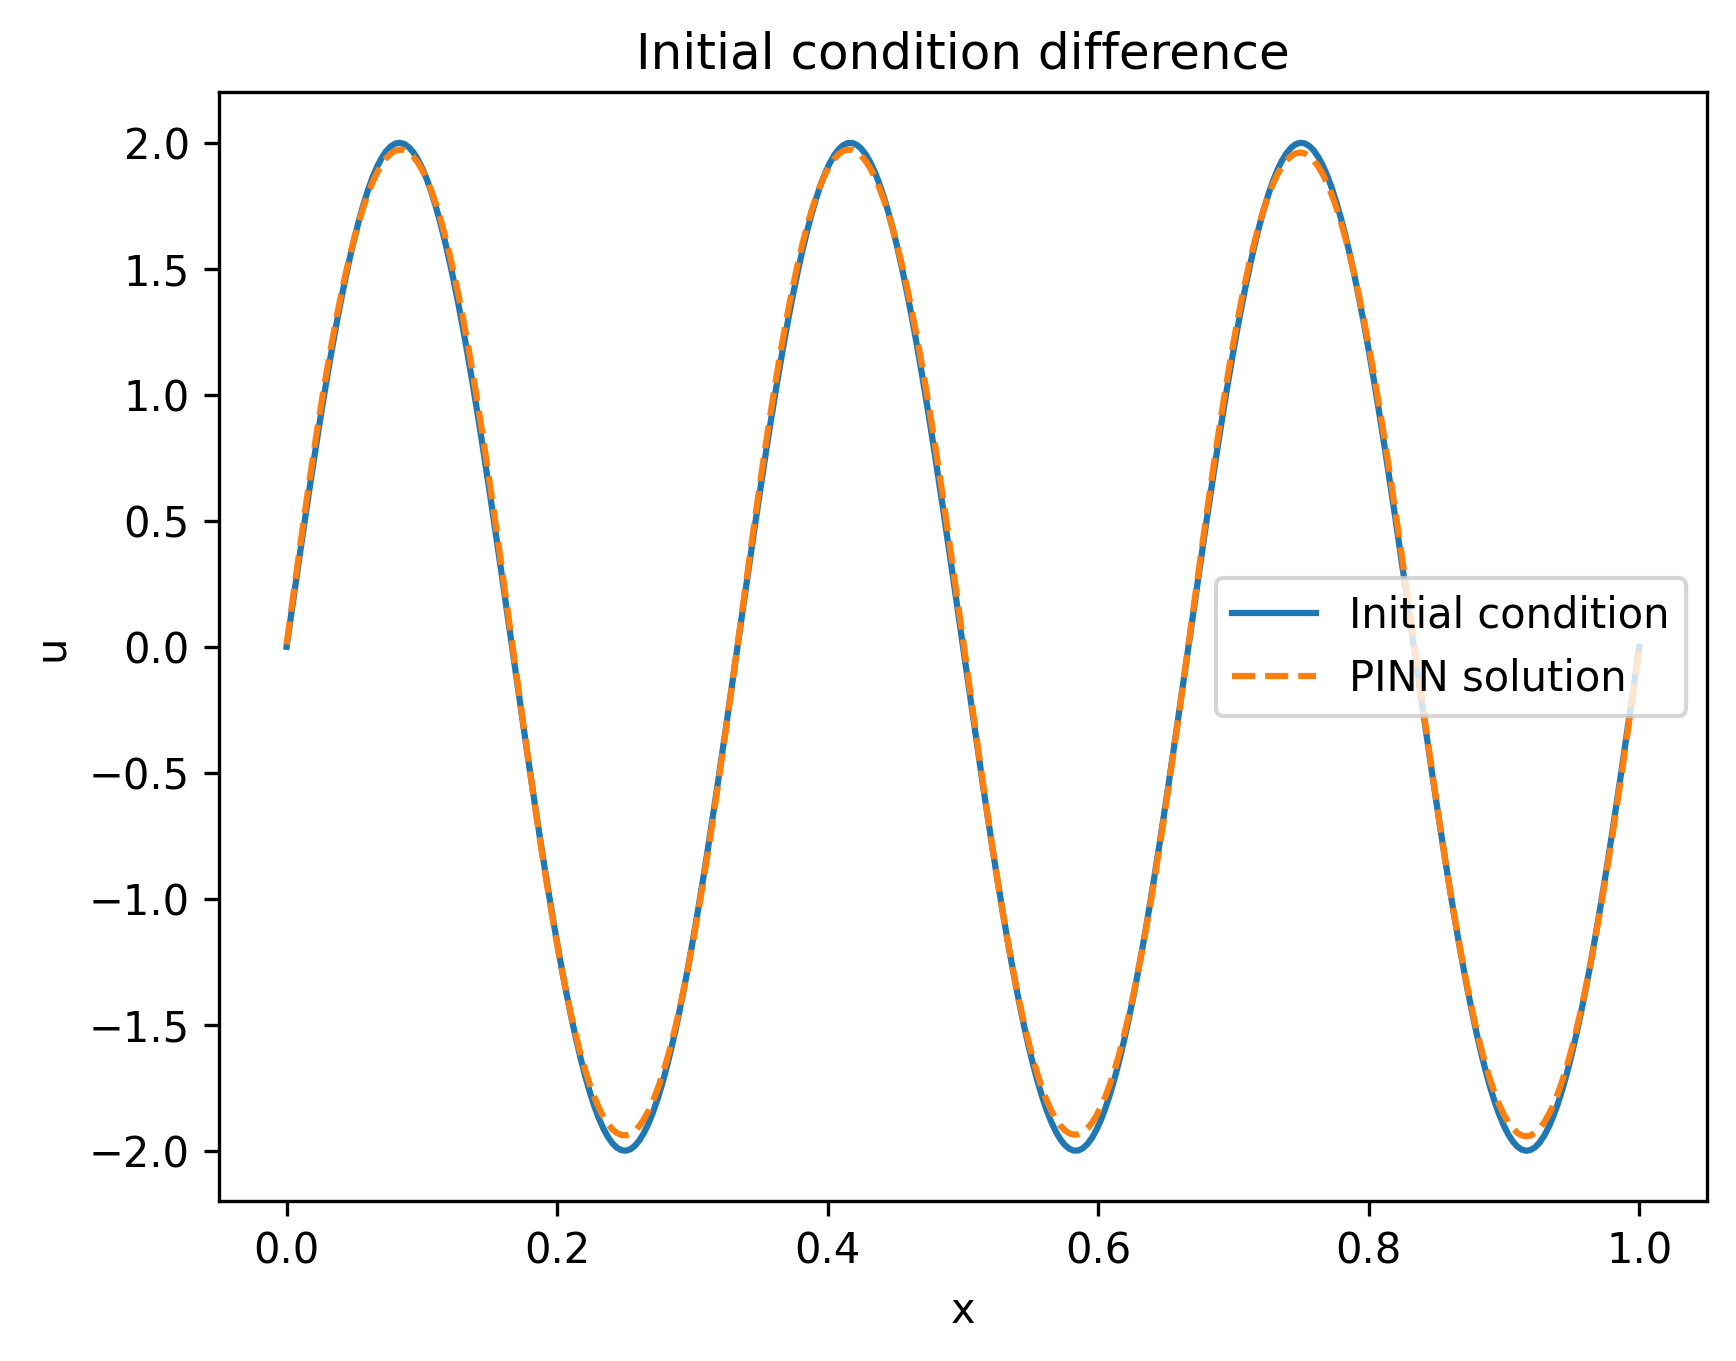 Initial condition difference
2.0
1.5
1.0
0.5
0.0
−0.5
−1.0
−1.5
−2.0
u
Initial condition
PINN solution
0.0 0.2 0.4 0.6 0.8 1.0
x